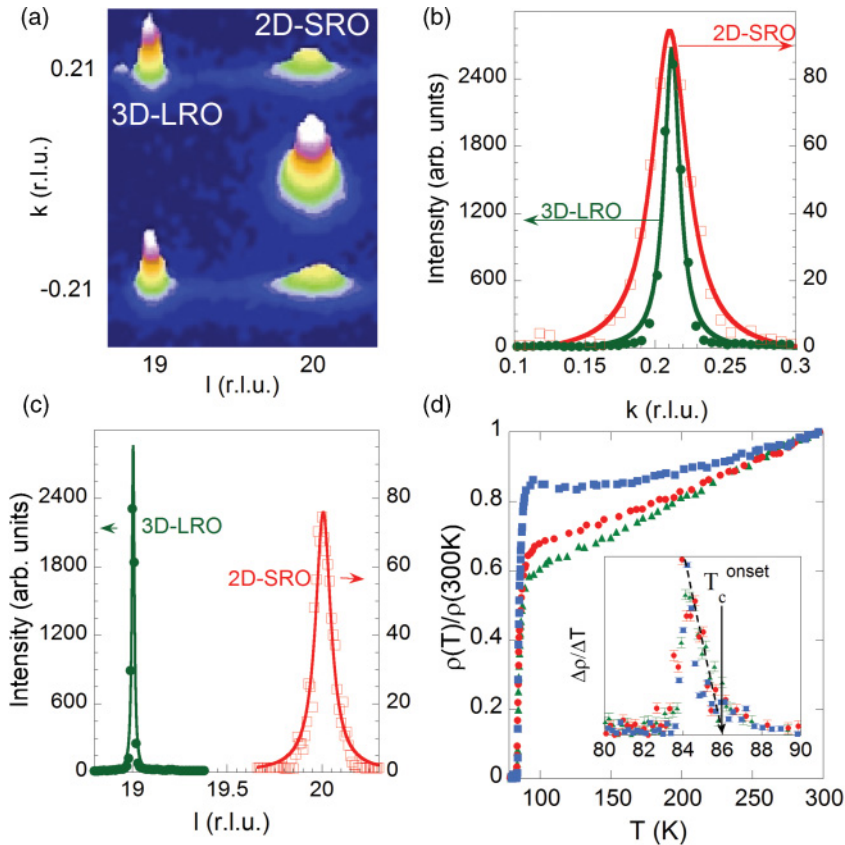 (a)
2D-SRO
3D-LRO
0.21
-0.21
k (r.l.u.)
19
20
l (r.l.u.)
(b)
2D-SRO
3D-LRO
Intensity (arb. units)
2400
1800
1200
600
0
80
60
40
20
0
0.1
0.15
0.2
0.25
0.3
k (r.l.u.)
(c)
3D-LRO
2D-SRO
Intensity (arb. units)
2400
1800
1200
600
0
80
60
40
20
0
19
19.5
20
l (r.l.u.)
(d)
ρ(T)/ρ(300K)
1
0.8
0.6
0.4
0.2
0
100
150
200
250
300
T (K)
T_c^onset
Δρ/ΔT
80
82
84
86
88
90